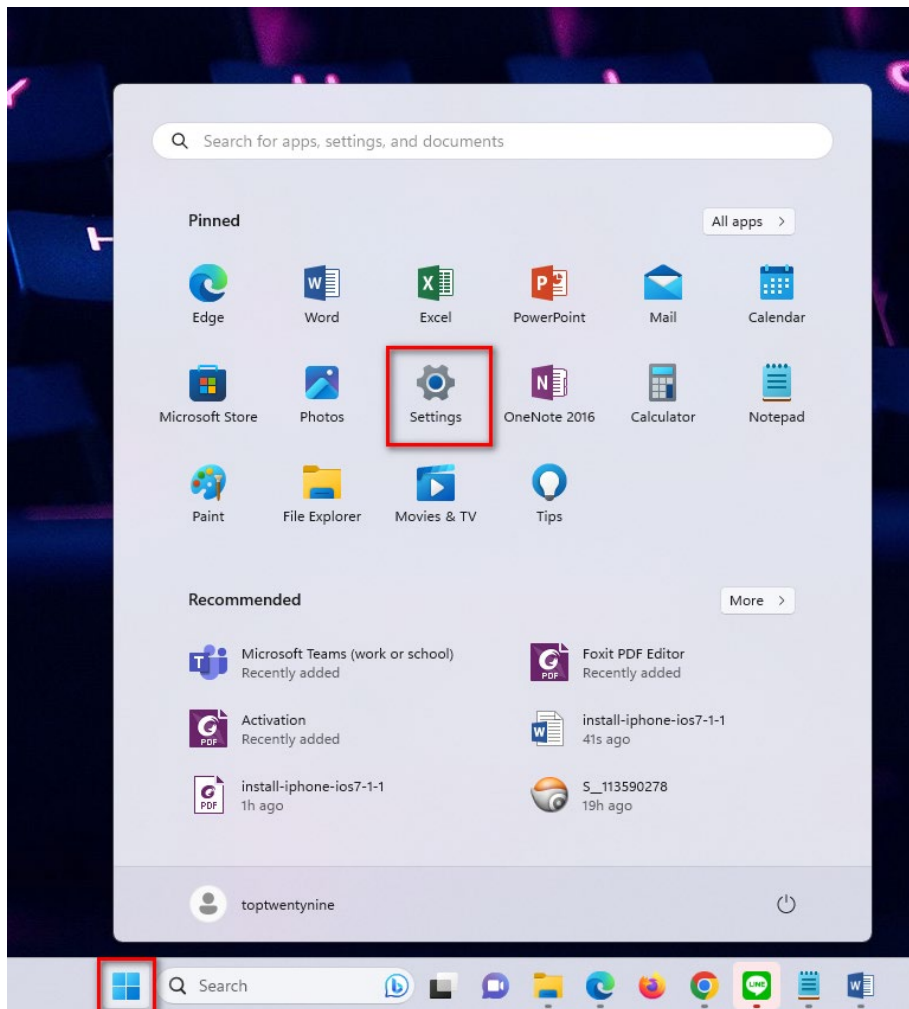 Search for apps, settings, and documents
Pinned
All apps >
Edge
Word
Excel
PowerPoint
Mail
Calendar
Microsoft Store
Photos
Settings
OneNote 2016
Calculator
Notepad
Paint
File Explorer
Movies & TV
Tips
Recommended
More >
Microsoft Teams (work or school)
Recently added
Foxit PDF Editor
Recently added
Activation
Recently added
install-iphone-ios7-1-1
41s ago
install-iphone-ios7-1-1
1h ago
S__113590278
19h ago
toptwentynine
Search